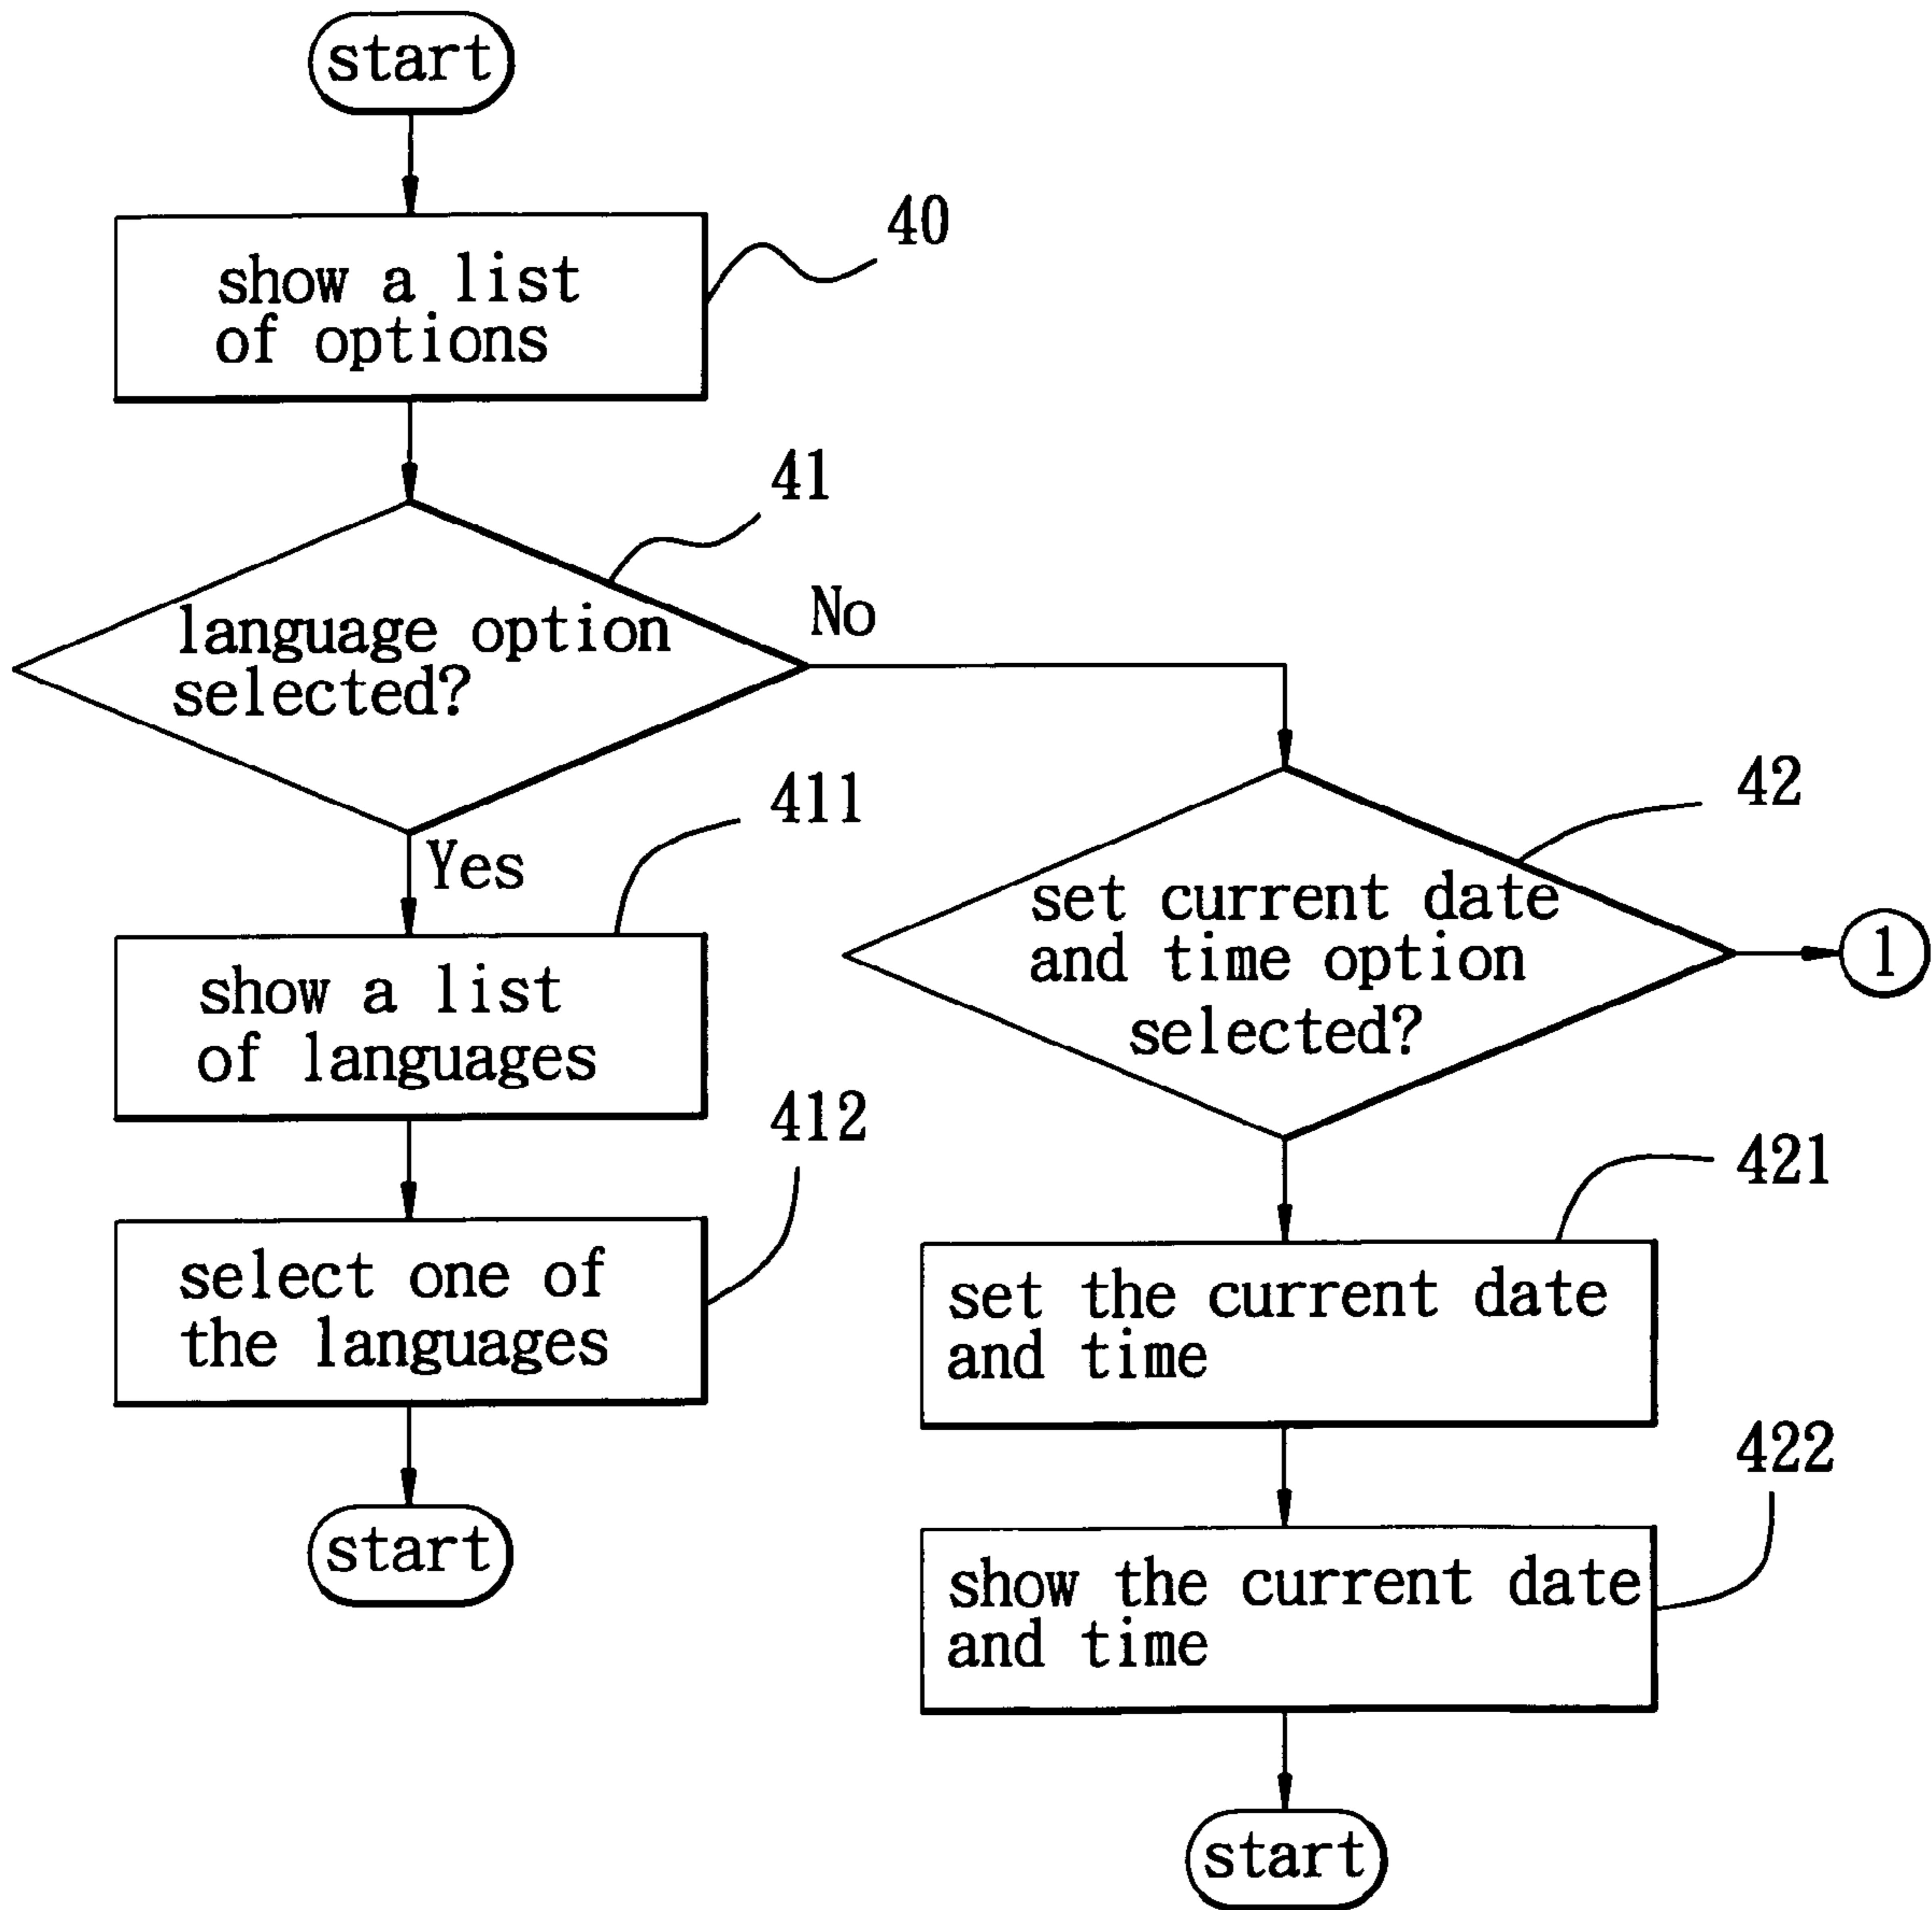 start
40
show a list
of options
41
language option
selected?
No
Yes
411
show a list
of languages
412
select one of
the languages
start
42
set current date
and time option
selected?
1
421
set the current date
and time
422
show the current date
and time
start